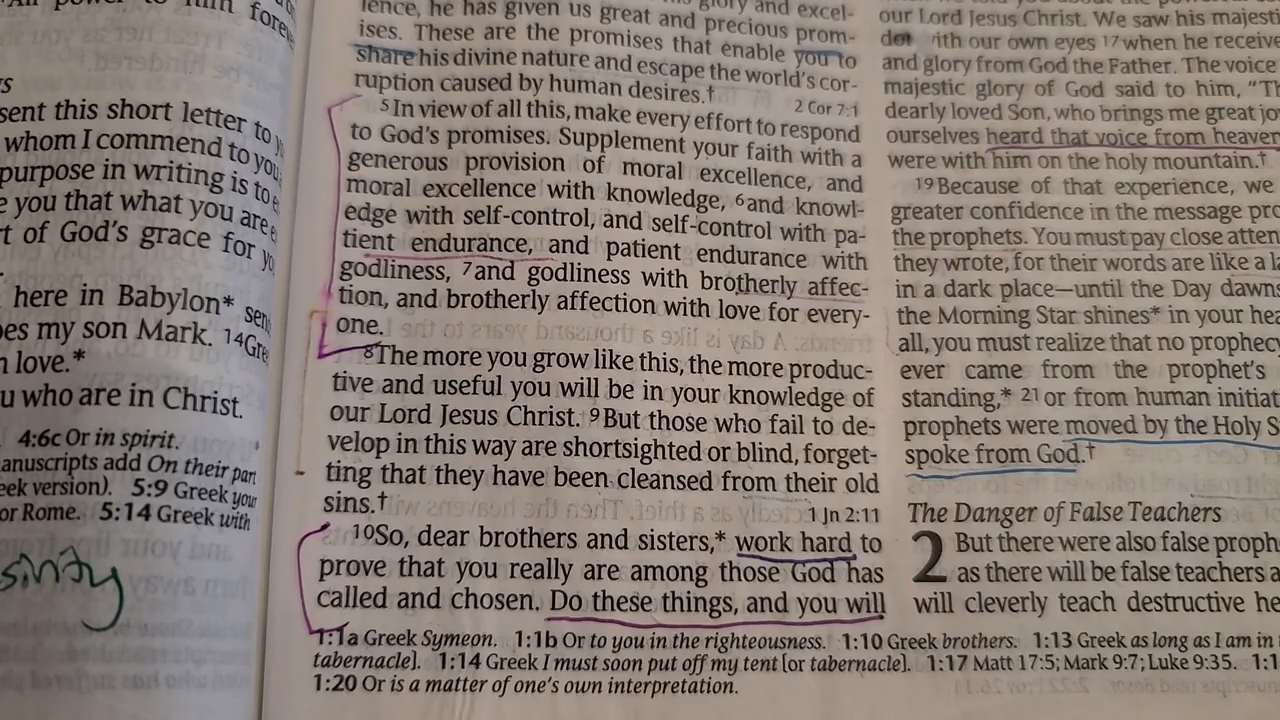 forev
s
sent this short letter to
whom I commend to you
purpose in writing is to
you that what you are
t of God's grace for
here in Babylon*
es my son Mark. 14Gre
love.*
u who are in Christ.
4:6c Or in spirit.
anuscripts add On their part
eek version). 5:9 Greek your
or Rome. 5:14 Greek with
glory and excel-
lence, he has given us great and precious prom-
ises. These are the promises that enable you to
share his divine nature and escape the world's cor-
ruption caused by human desires.† 2 Cor 7:1
5In view of all this, make every effort to respond
to God's promises. Supplement your faith with a
generous provision of moral excellence, and
moral excellence with knowledge, 6and knowl-
edge with self-control, and self-control with pa-
tient endurance, and patient endurance with
godliness, 7and godliness with brotherly affec-
tion, and brotherly affection with love for every-
one.
8The more you grow like this, the more produc-
tive and useful you will be in your knowledge of
our Lord Jesus Christ. 9But those who fail to de-
velop in this way are shortsighted or blind, forget-
ting that they have been cleansed from their old
sins.† 1 Jn 2:11
10So, dear brothers and sisters,* work hard to
prove that you really are among those God has
called and chosen. Do these things, and you will
our Lord Jesus Christ. We saw his majesti
with our own eyes 17when he receive
and glory from God the Father. The voice
majestic glory of God said to him, "Th
dearly loved Son, who brings me great jo
ourselves heard that voice from heaven
were with him on the holy mountain.†
19Because of that experience, we
greater confidence in the message pro
the prophets. You must pay close atten
they wrote, for their words are like a la
in a dark place—until the Day dawns
the Morning Star shines* in your hea
all, you must realize that no prophecy
ever came from the prophet's
standing,* 21or from human initiat
prophets were moved by the Holy S
spoke from God.†
The Danger of False Teachers
2 But there were also false proph
as there will be false teachers a
will cleverly teach destructive he
1:1a Greek Symeon. 1:1b Or to you in the righteousness. 1:10 Greek brothers. 1:13 Greek as long as I am in
tabernacle]. 1:14 Greek I must soon put off my tent [or tabernacle]. 1:17 Matt 17:5; Mark 9:7; Luke 9:35. 1:1
1:20 Or is a matter of one's own interpretation.